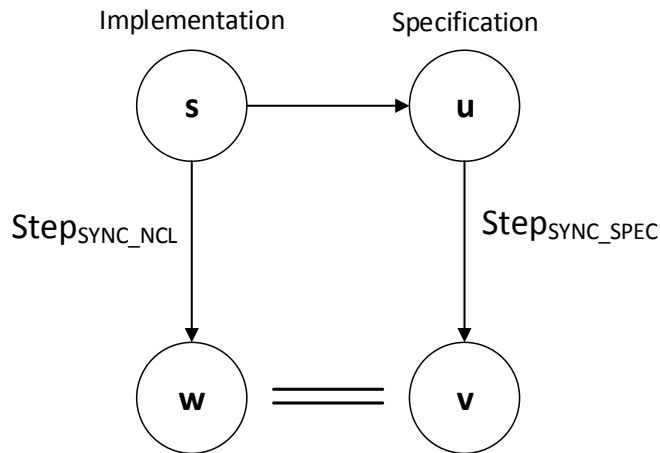 Implementation
Specification
s
u
StepSYNC_NCL
StepSYNC_SPEC
w
v